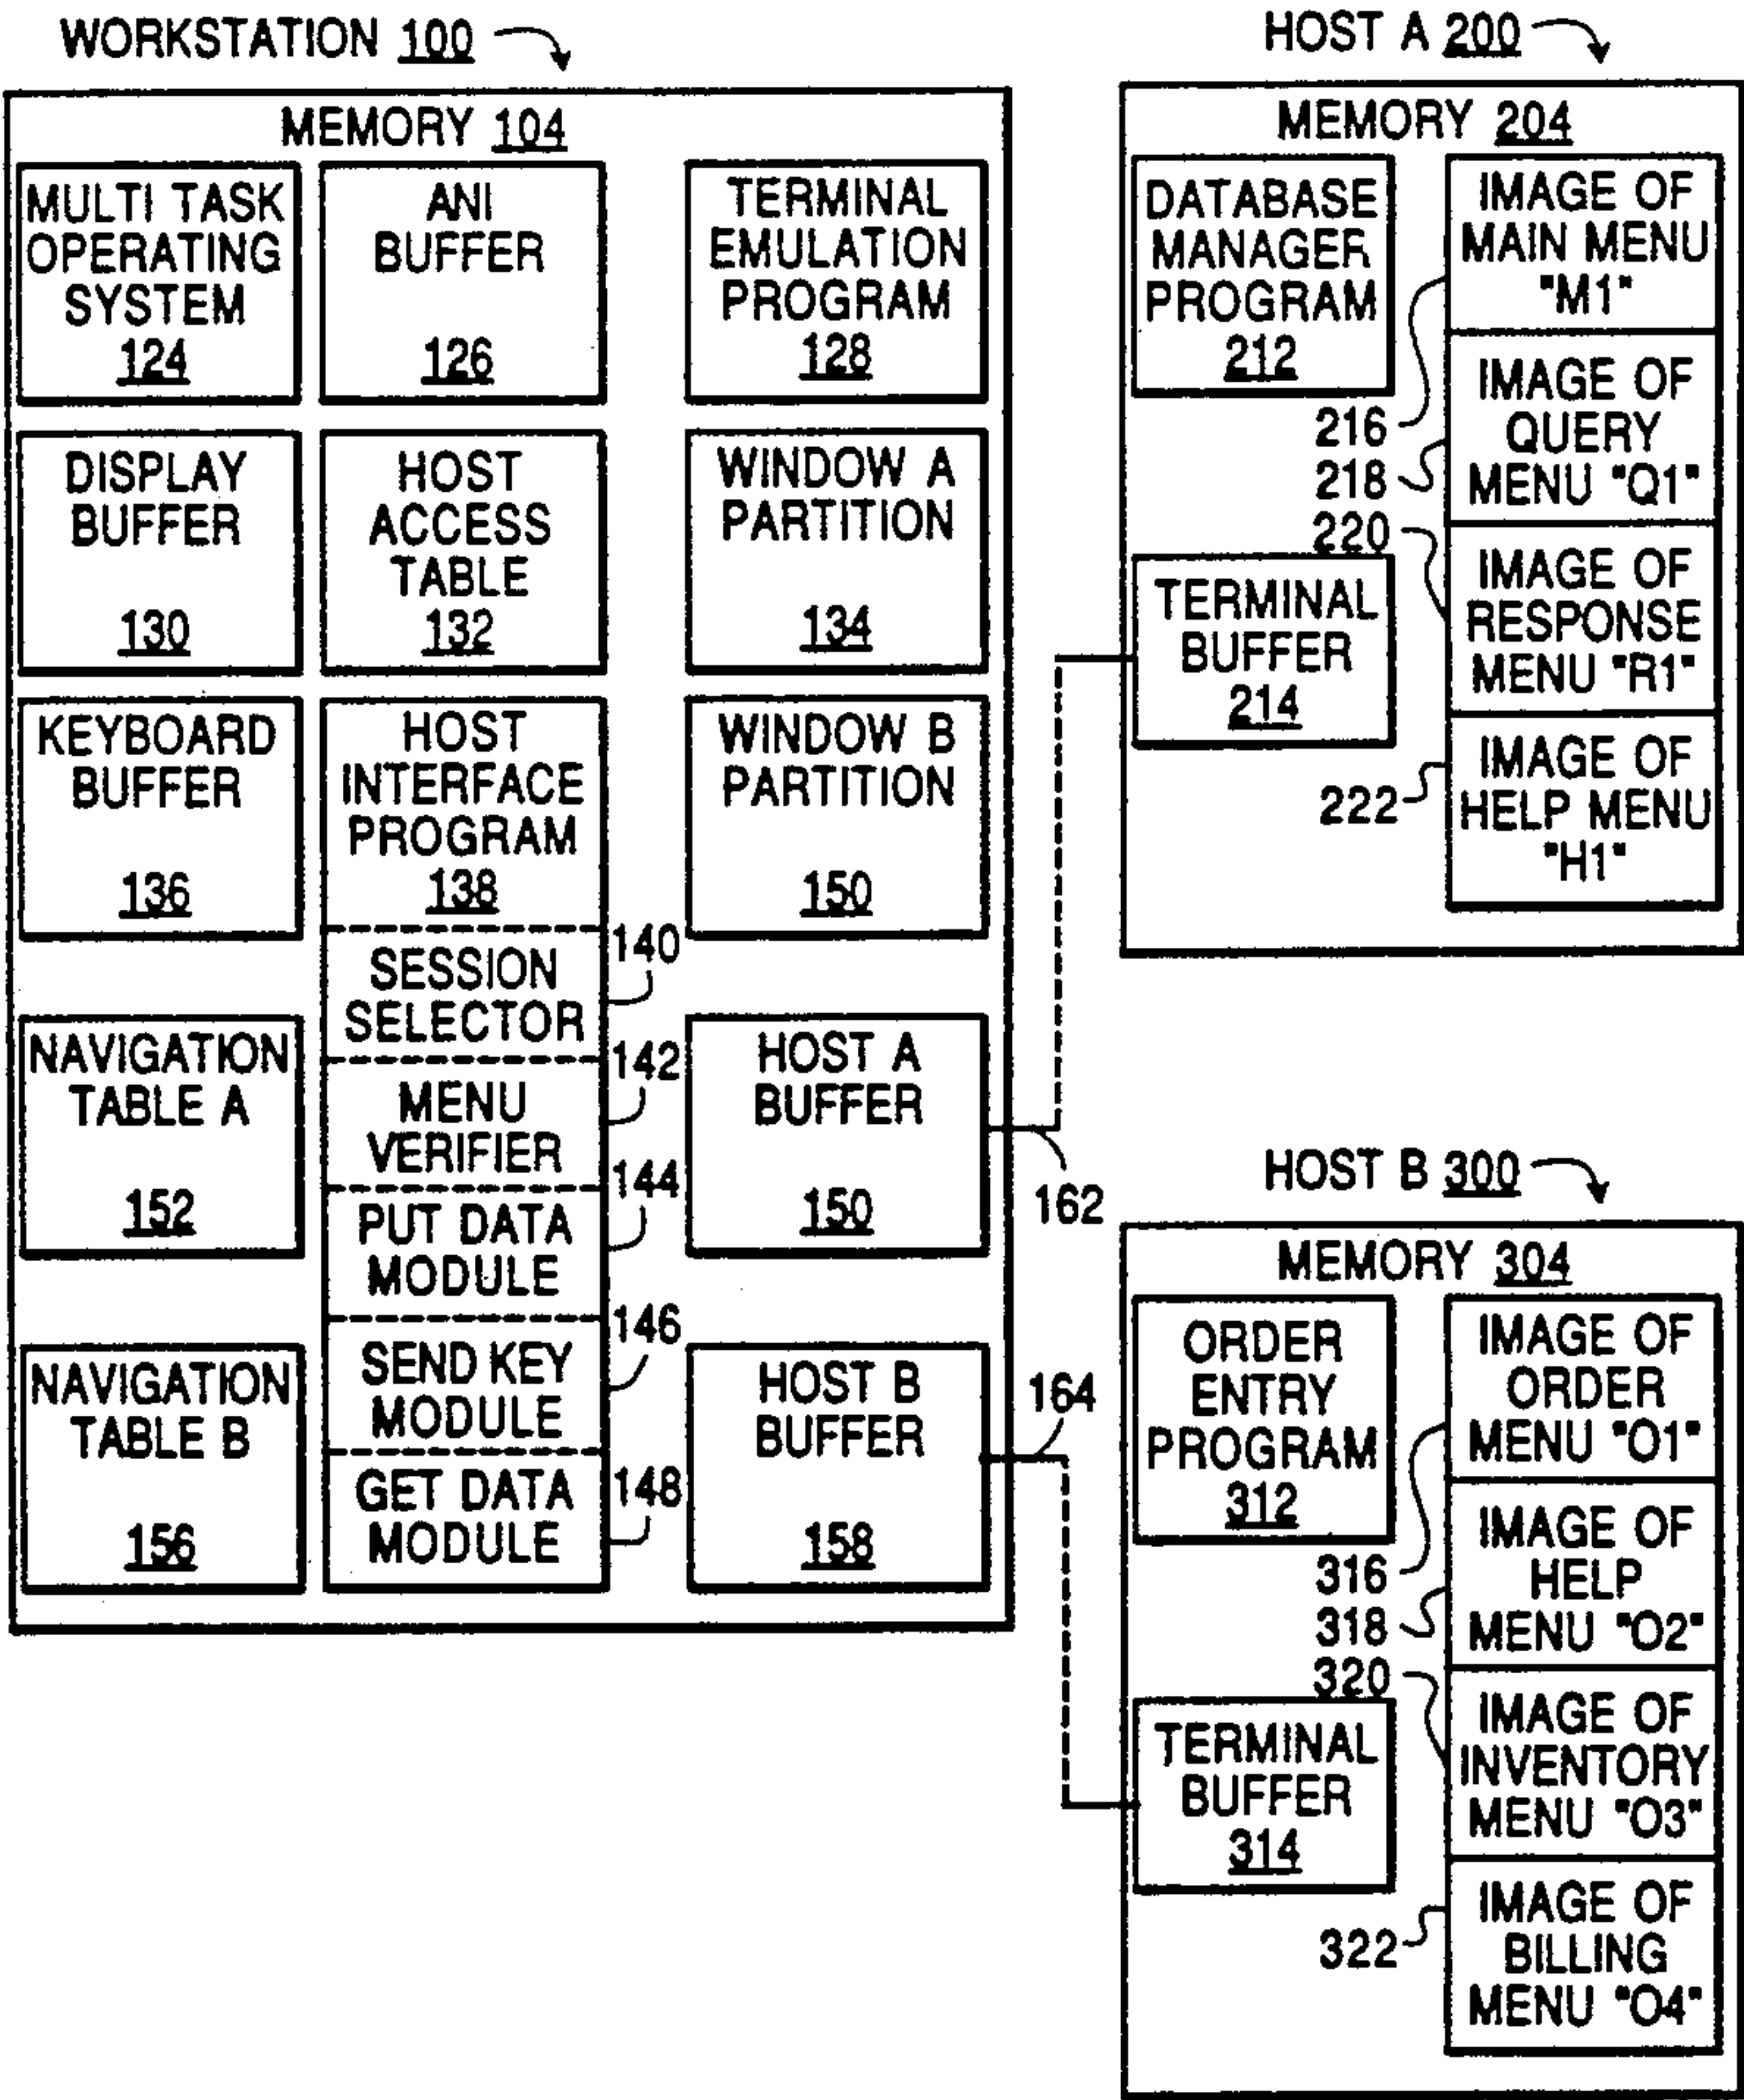 WORKSTATION 100
MEMORY 104
MULTI TASK
OPERATING
SYSTEM
124
ANI
BUFFER
126
TERMINAL
EMULATION
PROGRAM
128
DISPLAY
BUFFER
130
HOST
ACCESS
TABLE
132
WINDOW A
PARTITION
134
KEYBOARD
BUFFER
136
HOST
INTERFACE
PROGRAM
138
WINDOW B
PARTITION
150
SESSION
SELECTOR
140
MENU
VERIFIER
142
PUT DATA
MODULE
144
SEND KEY
MODULE
146
GET DATA
MODULE
148
NAVIGATION
TABLE A
152
HOST A
BUFFER
150
162
NAVIGATION
TABLE B
156
HOST B
BUFFER
158
164
HOST A 200
MEMORY 204
DATABASE
MANAGER
PROGRAM
212
TERMINAL
BUFFER
214
IMAGE OF
MAIN MENU
"M1"
216
IMAGE OF
QUERY
MENU "Q1"
218
IMAGE OF
RESPONSE
MENU "R1"
220
IMAGE OF
HELP MENU
"H1"
222
HOST B 300
MEMORY 304
ORDER
ENTRY
PROGRAM
312
TERMINAL
BUFFER
314
IMAGE OF
ORDER
MENU "O1"
316
IMAGE OF
HELP
MENU "O2"
318
IMAGE OF
INVENTORY
MENU "O3"
320
IMAGE OF
BILLING
MENU "O4"
322